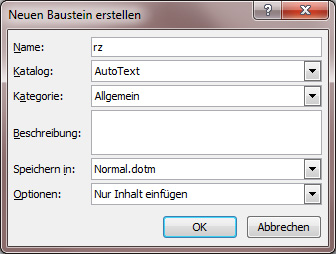 Neuen Baustein erstellen
Name: rz
Katalog: AutoText
Kategorie: Allgemein
Beschreibung:
Speichern in: Normal.dotm
Optionen: Nur Inhalt einfügen
OK Abbrechen